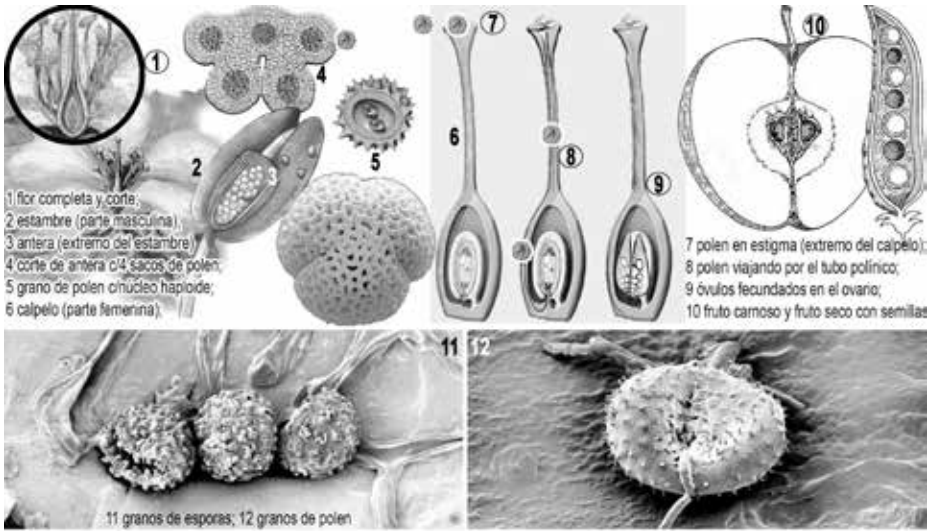 1
4
5
2
1 flor completa y corte;
2 estambre (parte masculina),
3 antera (extremo del estambre)
4 corte de antera c/4 sacos de polen;
5 grano de polen c/núcleo haploide;
6 calpelo (parte femenina),
7
6
8
9
10
7 polen en estigma (extremo del calpelo);
8 polen viajando por el tubo polínico;
9 óvulos fecundados en el ovario;
10 fruto carnoso y fruto seco con semillas
11
12
11 granos de esporas; 12 granos de polen